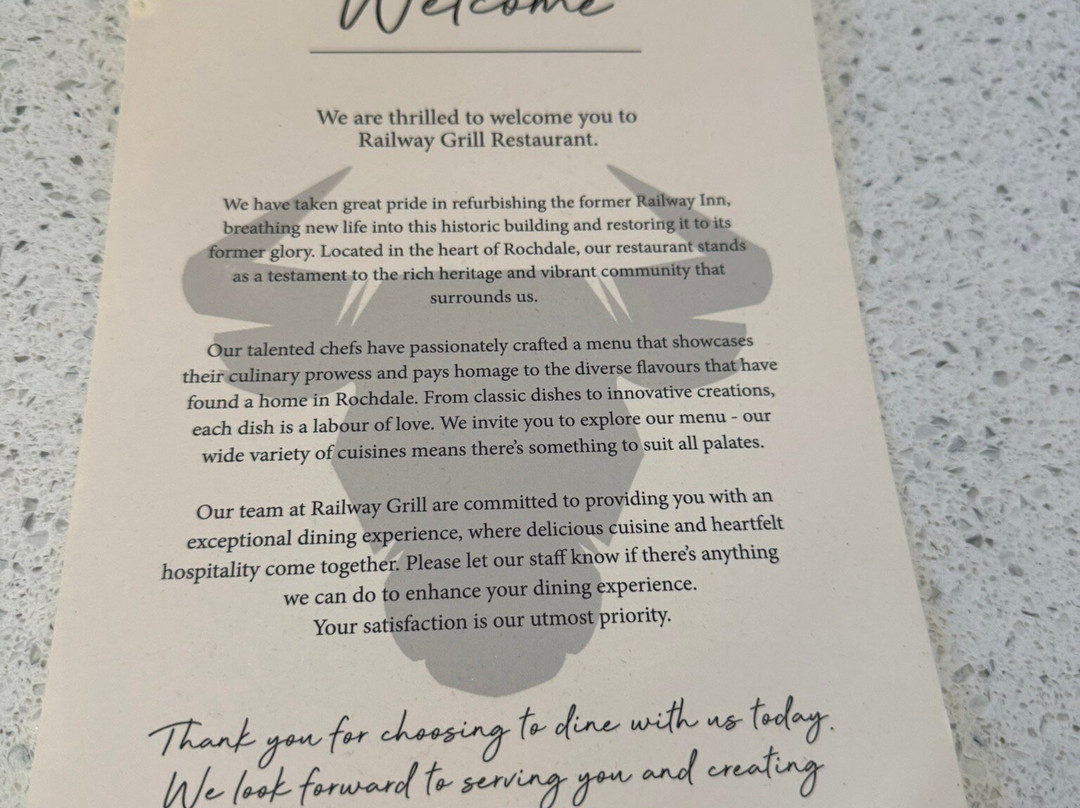 Welcome
We are thrilled to welcome you to
Railway Grill Restaurant.
We have taken great pride in refurbishing the former Railway Inn,
breathing new life into this historic building and restoring it to its
former glory. Located in the heart of Rochdale, our restaurant stands
as a testament to the rich heritage and vibrant community that
surrounds us.
Our talented chefs have passionately crafted a menu that showcases
their culinary prowess and pays homage to the diverse flavours that have
found a home in Rochdale. From classic dishes to innovative creations,
each dish is a labour of love. We invite you to explore our menu - our
wide variety of cuisines means there's something to suit all palates.
Our team at Railway Grill are committed to providing you with an
exceptional dining experience, where delicious cuisine and heartfelt
hospitality come together. Please let our staff know if there's anything
we can do to enhance your dining experience.
Your satisfaction is our utmost priority.
Thank you for choosing to dine with us today.
We look forward to serving you and creating